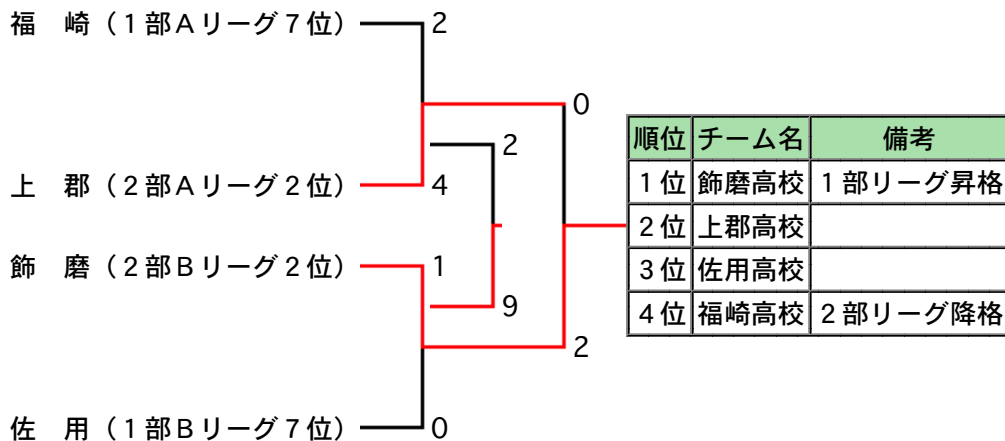 福　崎（１部Ａリーグ７位） 2
0
2
上　郡（２部Ａリーグ２位） 4
飾　磨（２部Ｂリーグ２位） 1
9
2
佐　用（１部Ｂリーグ７位） 0
順位 チーム名 備考
１位 飾磨高校 １部リーグ昇格
２位 上郡高校
３位 佐用高校
４位 福崎高校 ２部リーグ降格